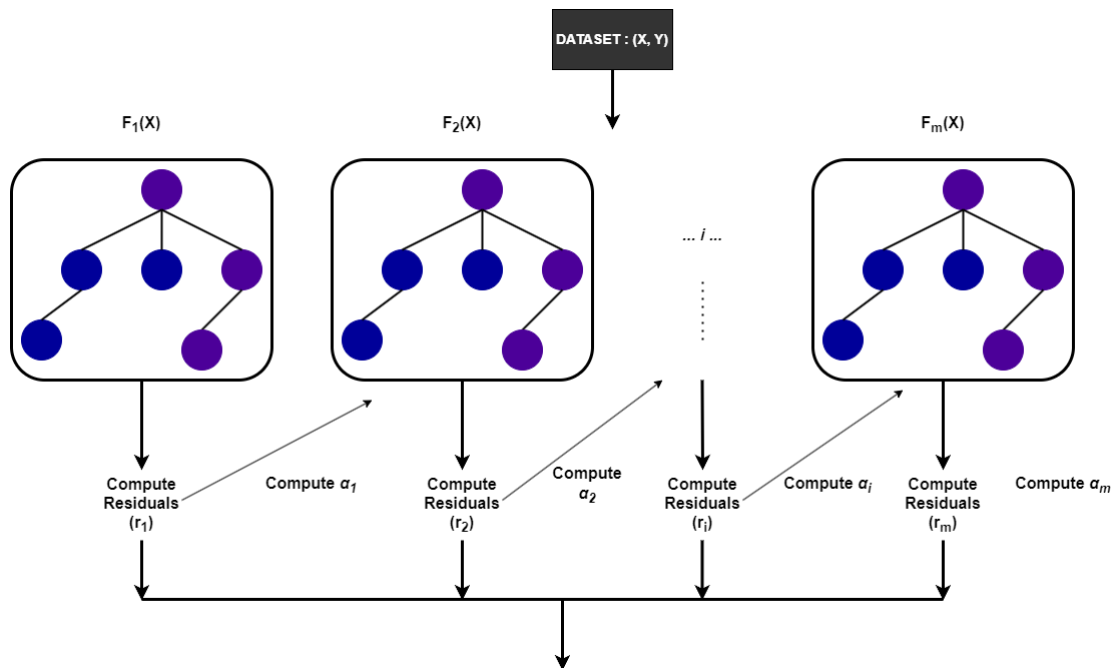 DATASET : (X, Y)
F₁(X)
F₂(X)
Fₘ(X)
... i ...
Compute
Residuals
(r₁)
Compute α₁
Compute
Residuals
(r₂)
Compute
α₂
Compute
Residuals
(rᵢ)
Compute αᵢ
Compute
Residuals
(rₘ)
Compute αₘ